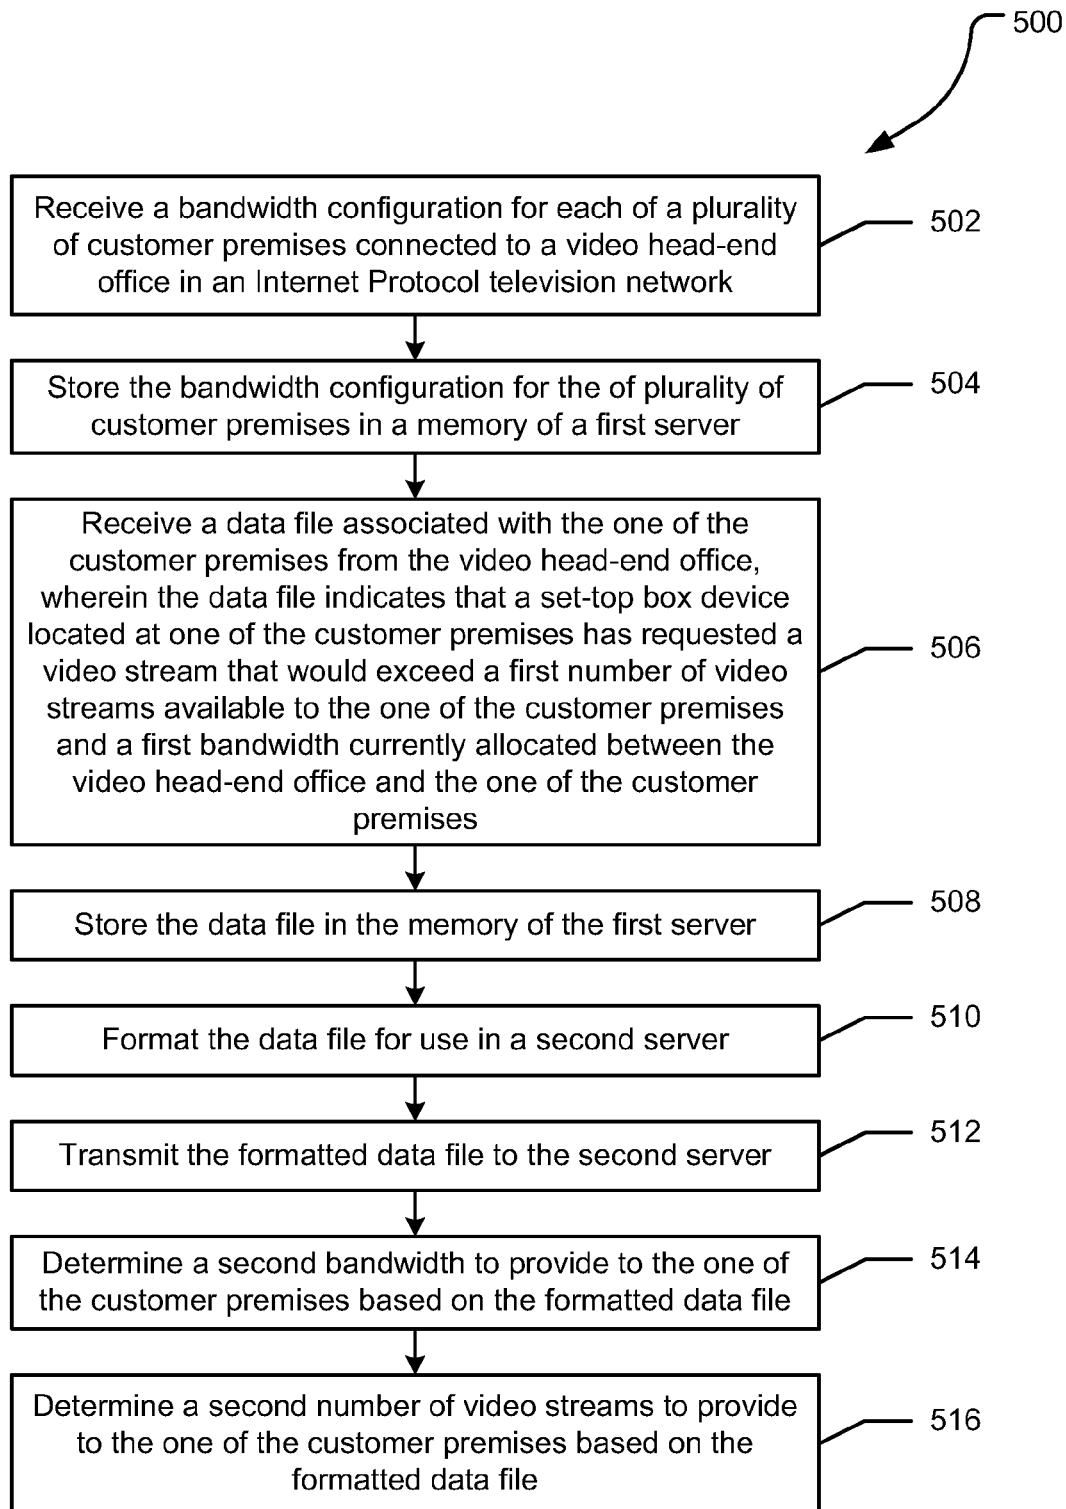 500
Receive a bandwidth configuration for each of a plurality
of customer premises connected to a video head-end
office in an Internet Protocol television network
502
Store the bandwidth configuration for the of plurality of
customer premises in a memory of a first server
504
Receive a data file associated with the one of the
customer premises from the video head-end office,
wherein the data file indicates that a set-top box device
located at one of the customer premises has requested a
video stream that would exceed a first number of video
streams available to the one of the customer premises
and a first bandwidth currently allocated between the
video head-end office and the one of the customer
premises
506
Store the data file in the memory of the first server
508
Format the data file for use in a second server
510
Transmit the formatted data file to the second server
512
Determine a second bandwidth to provide to the one of
the customer premises based on the formatted data file
514
Determine a second number of video streams to provide
to the one of the customer premises based on the
formatted data file
516